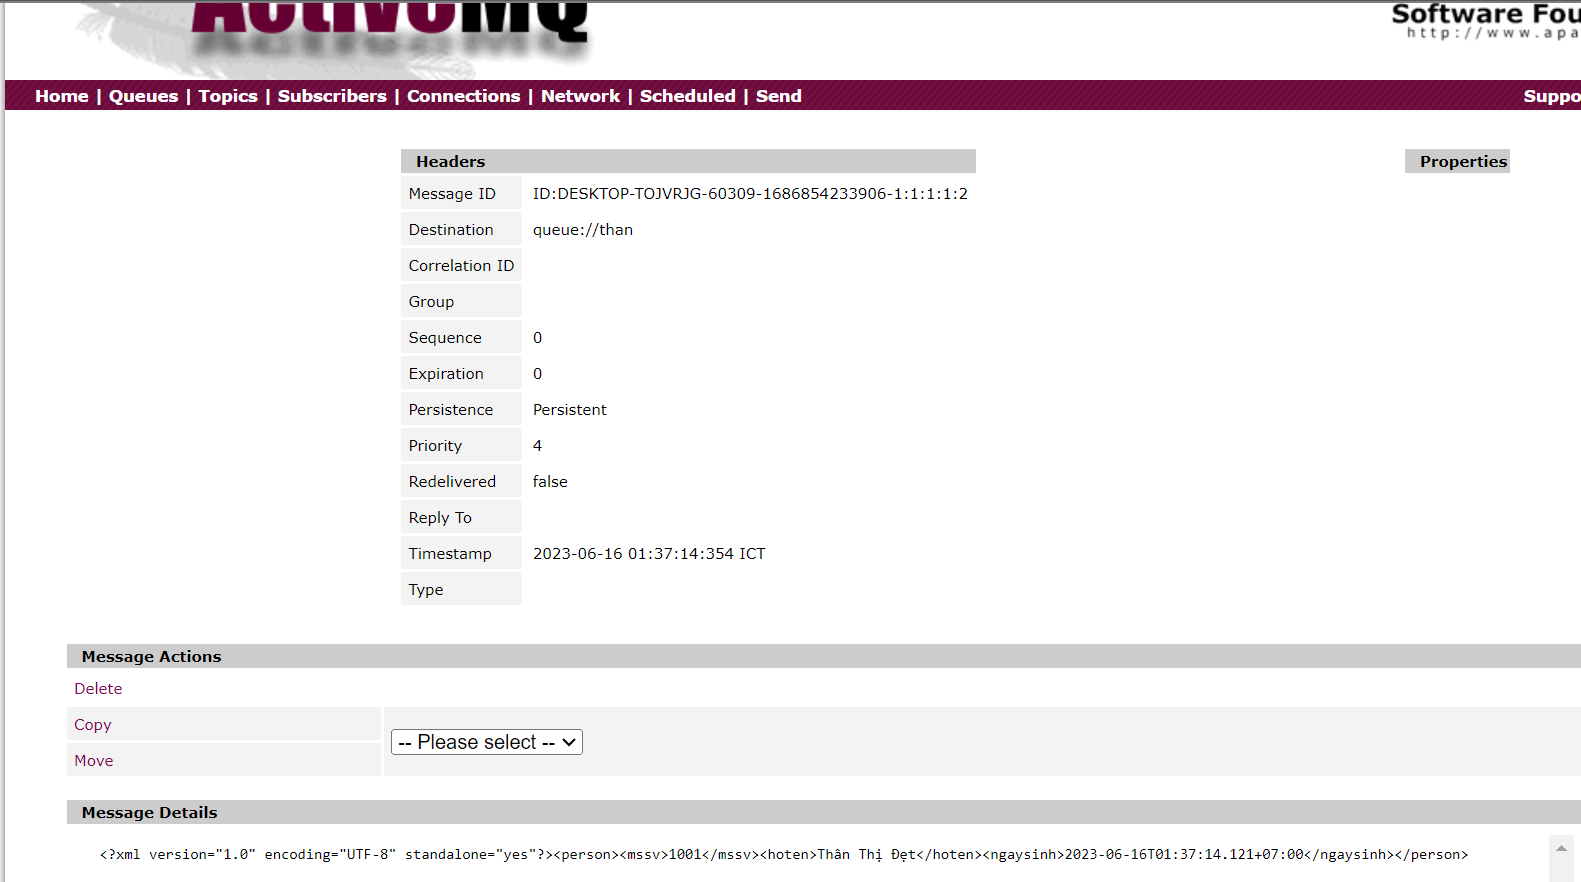 ActiveMQ
Software Fou
http://www.apa
Home | Queues | Topics | Subscribers | Connections | Network | Scheduled | Send
Suppo
Headers
Properties
Message ID ID:DESKTOP-TOJVRJG-60309-1686854233906-1:1:1:1:2
Destination queue://than
Correlation ID
Group
Sequence 0
Expiration 0
Persistence Persistent
Priority 4
Redelivered false
Reply To
Timestamp 2023-06-16 01:37:14:354 ICT
Type
Message Actions
Delete
Copy
-- Please select --
Move
Message Details
<?xml version="1.0" encoding="UTF-8" standalone="yes"?><person><mssv>1001</mssv><hoten>Thân Thị Đẹt</hoten><ngaysinh>2023-06-16T01:37:14.121+07:00</ngaysinh></person>